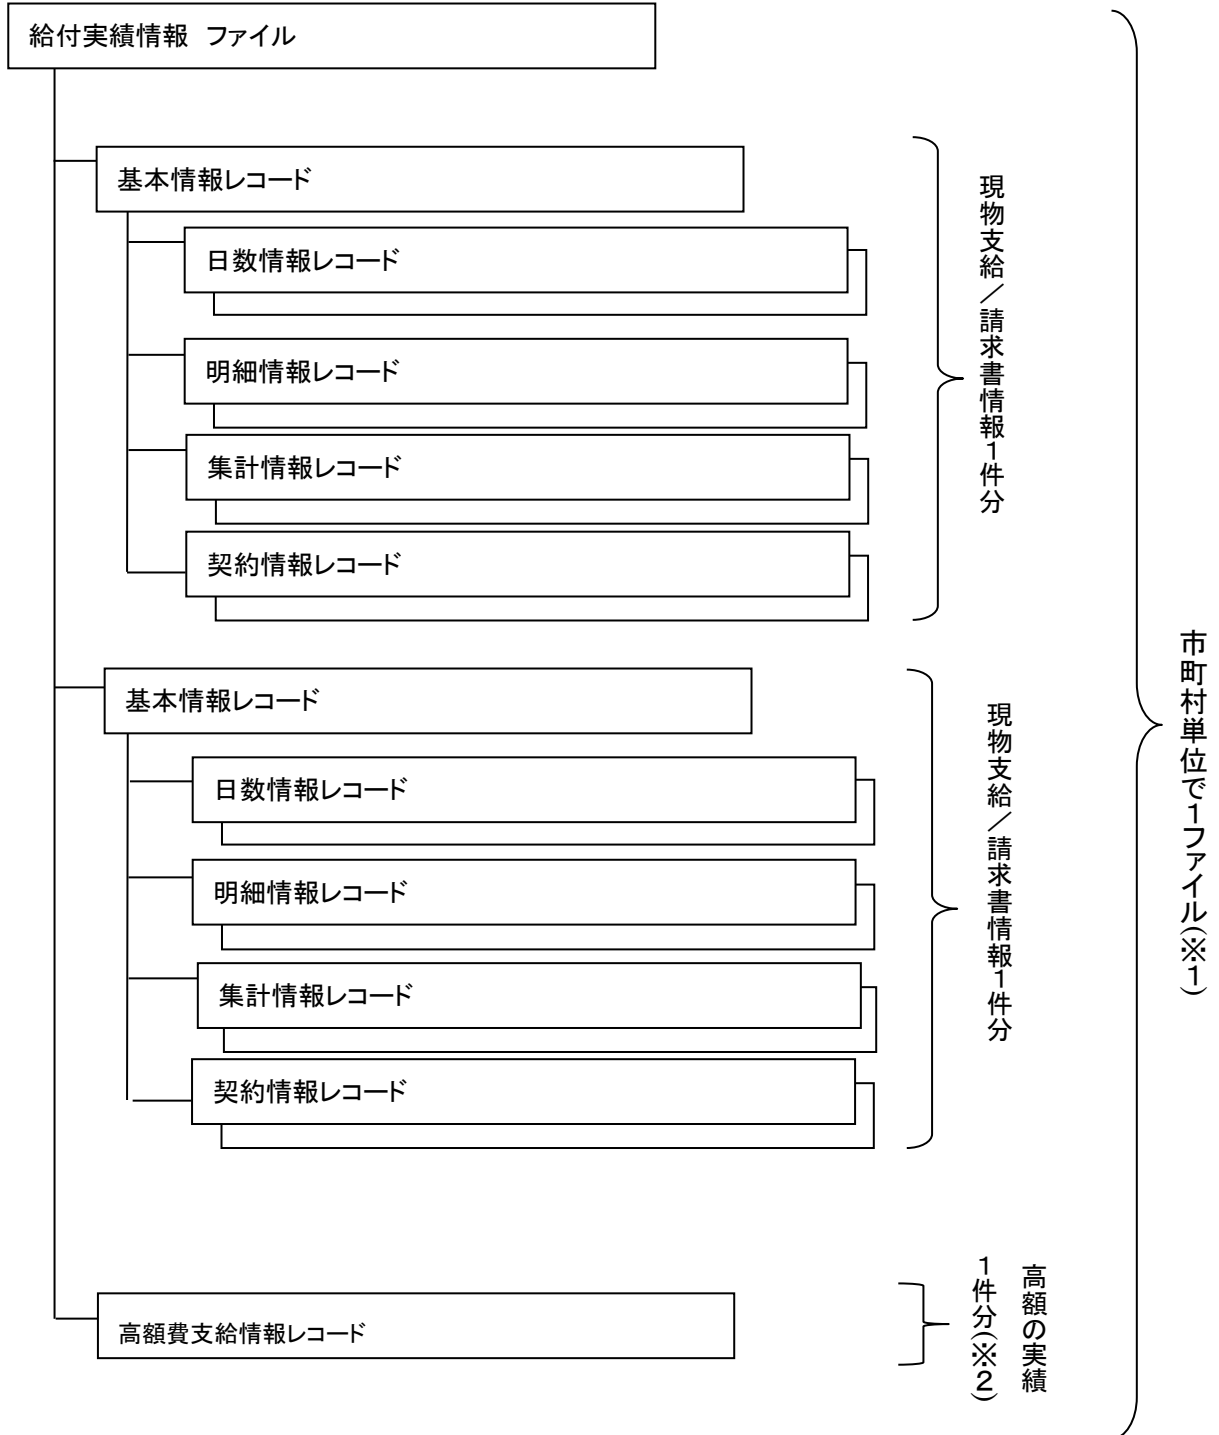 給付実績情報 ファイル
基本情報レコード
日数情報レコード
明細情報レコード
集計情報レコード
契約情報レコード
現物支給／請求書情報１件分
基本情報レコード
日数情報レコード
明細情報レコード
集計情報レコード
契約情報レコード
現物支給／請求書情報１件分
高額費支給情報レコード
高額の実績
１件分(※２)
市町村単位で１ファイル(※１)